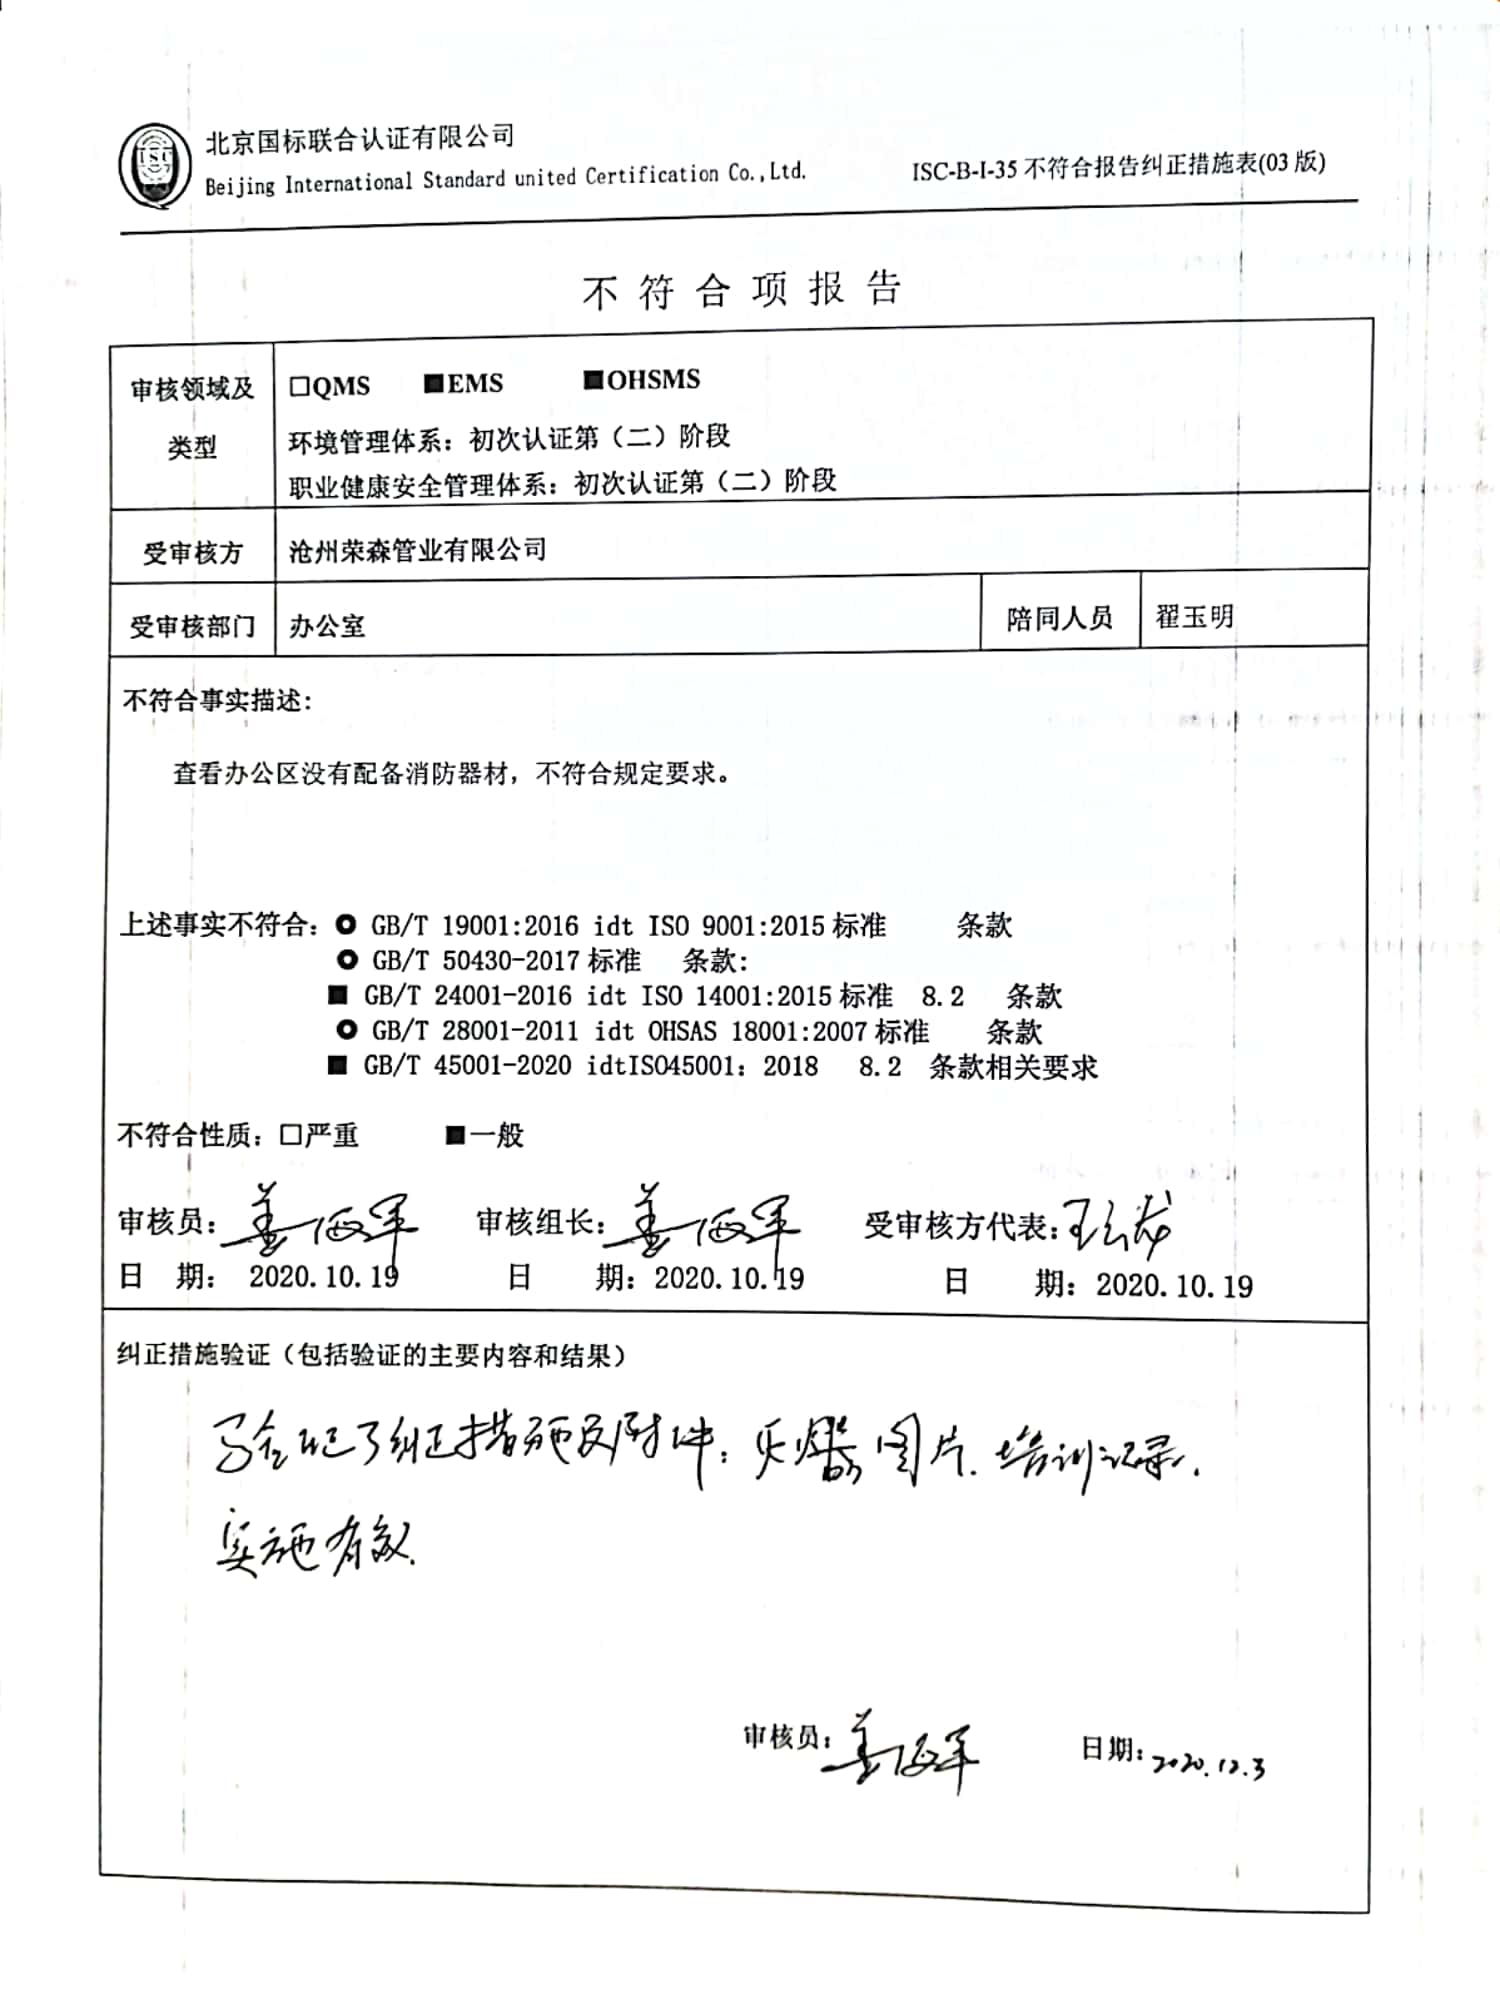 北京国标联合认证有限公司
Beijing International Standard united Certification Co.,Ltd.
ISC-B-I-35 不符合报告纠正措施表(03 版)
不符合项报告
审核领域及类型
□QMS ■EMS ■OHSMS
环境管理体系：初次认证第（二）阶段
职业健康安全管理体系：初次认证第（二）阶段
受审核方 沧州荣森管业有限公司
受审核部门 办公室 陪同人员 翟玉明
不符合事实描述：
查看办公区没有配备消防器材，不符合规定要求。
上述事实不符合：○ GB/T 19001:2016 idt ISO 9001:2015 标准 条款
○ GB/T 50430-2017 标准 条款：
■ GB/T 24001-2016 idt ISO 14001:2015 标准 8.2 条款
○ GB/T 28001-2011 idt OHSAS 18001:2007 标准 条款
■ GB/T 45001-2020 idtISO45001：2018 8.2 条款相关要求
不符合性质：□严重 ■一般
审核员：姜海军 审核组长：姜海军 受审核方代表：
日 期： 2020.10.19 日 期：2020.10.19 日 期：2020.10.19
纠正措施验证（包括验证的主要内容和结果）
验证了纠正措施及附件：灭火器图片、培训记录、
实施有效.
审核员：姜海军 日期：2020.12.3